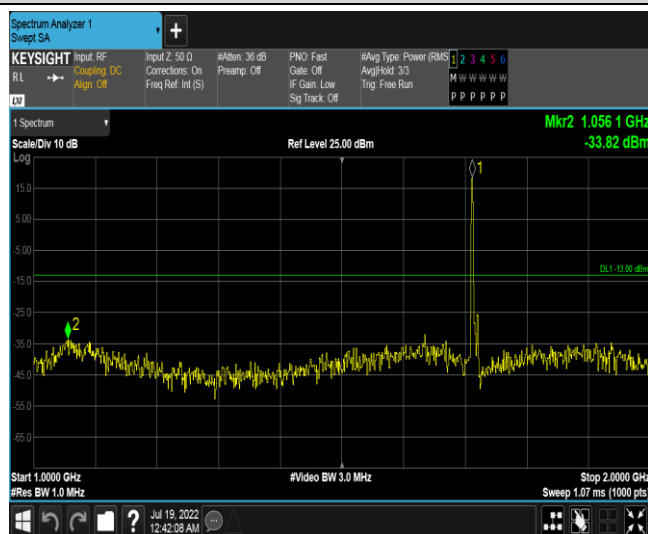 Spectrum Analyzer 1
Swept SA
+
KEYSIGHT Input: RF Input Z: 50 Ω #Atten: 36 dB PNO: Fast #Avg Type: Power (RMS 1 2 3 4 5 6
RL Coupling: DC Corrections: On Preamp: Off Gate: Off Avg|Hold: 3/3 M W W W W W
Align: Off Freq Ref: Int (S) IF Gain: Low Trig: Free Run
Sig Track: Off P P P P P P
LXI
1 Spectrum Mkr2 1.056 1 GHz
Scale/Div 10 dB Ref Level 25.00 dBm -33.82 dBm
Log
1
15.0
5.00
-5.00
DL1 -13.00 dBm
-15.0
-25.0
2
-35.0
-45.0
-55.0
-65.0
Start 1.0000 GHz #Video BW 3.0 MHz Stop 2.0000 GHz
#Res BW 1.0 MHz Sweep 1.07 ms (1000 pts)
? Jul 19, 2022
12:42:08 AM